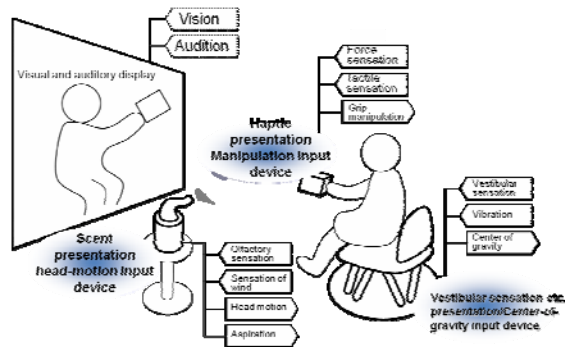 Vision
Audition
Visual and auditory display
Force
sensation
Tactile
sensation
Grip
manipulation
Haptic
presentation
Manipulation input
device
Vestibular
sensation
Vibration
Center of
gravity
Scent
presentation
head-motion input
device
Olfactory
sensation
Sensation of
wind
Head motion
Aspiration
Vestibular sensation etc.
presentation/Center-of-
gravity input device.